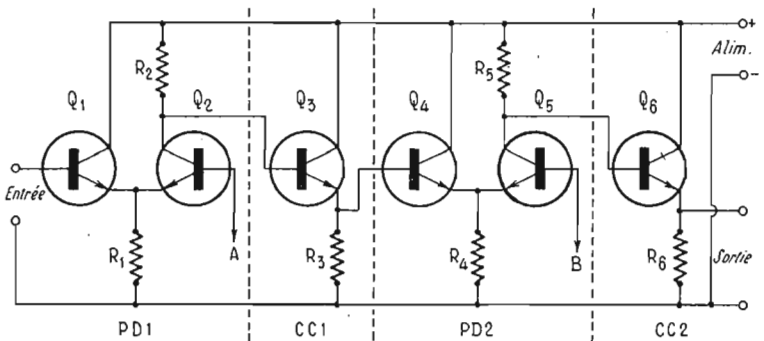 +
Alim.
−
R2
R5
Q1
Q2
Q3
Q4
Q5
Q6
Entrée
R1
A
R3
R4
B
R6
Sortie
PD1
CC1
PD2
CC2